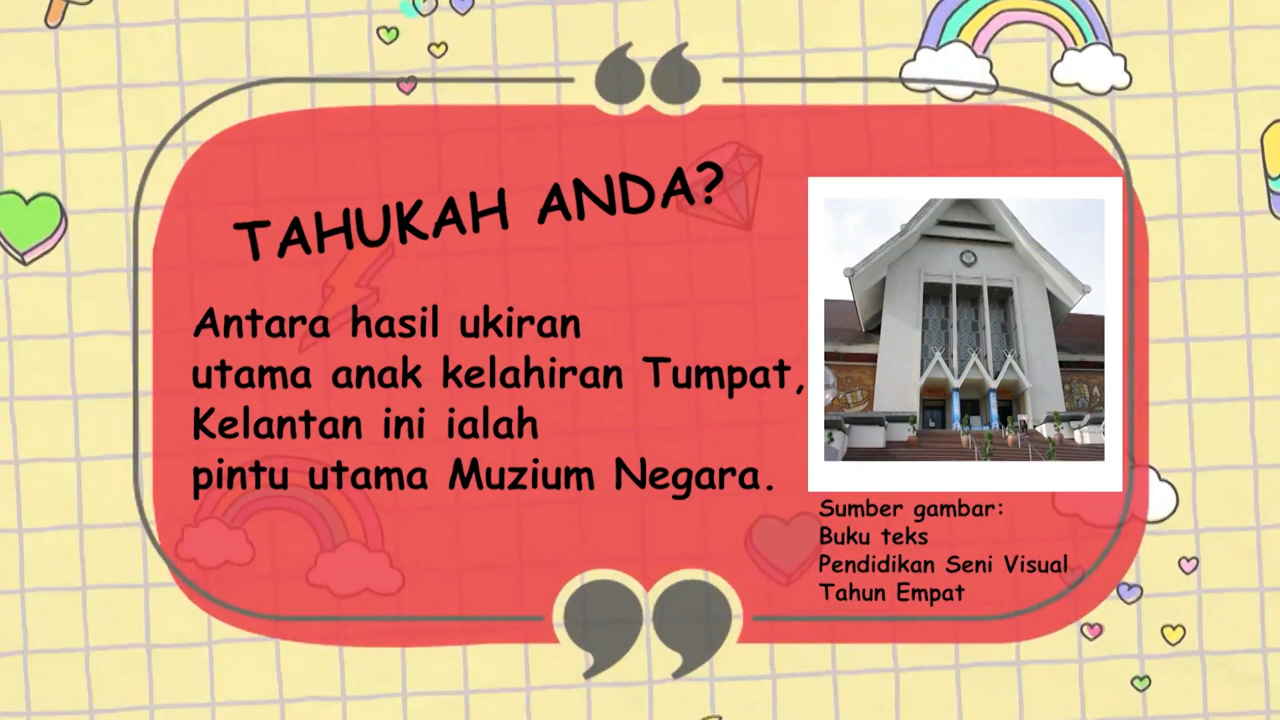 TAHUKAH ANDA?
Antara hasil ukiran
utama anak kelahiran Tumpat,
Kelantan ini ialah
pintu utama Muzium Negara.
Sumber gambar:
Buku teks
Pendidikan Seni Visual
Tahun Empat